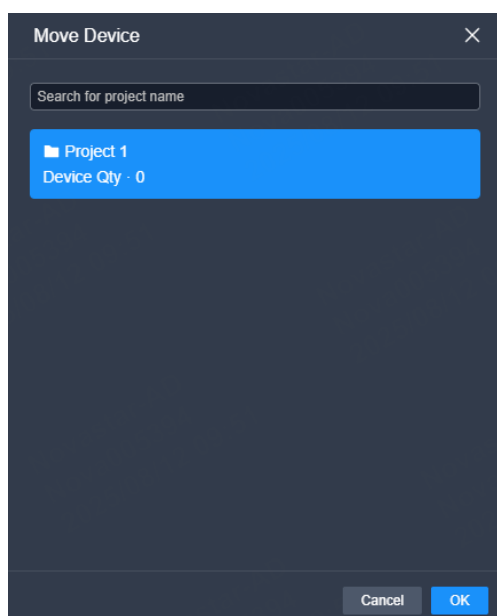 Move Device
Search for project name
Project 1
Device Qty · 0
Cancel
OK